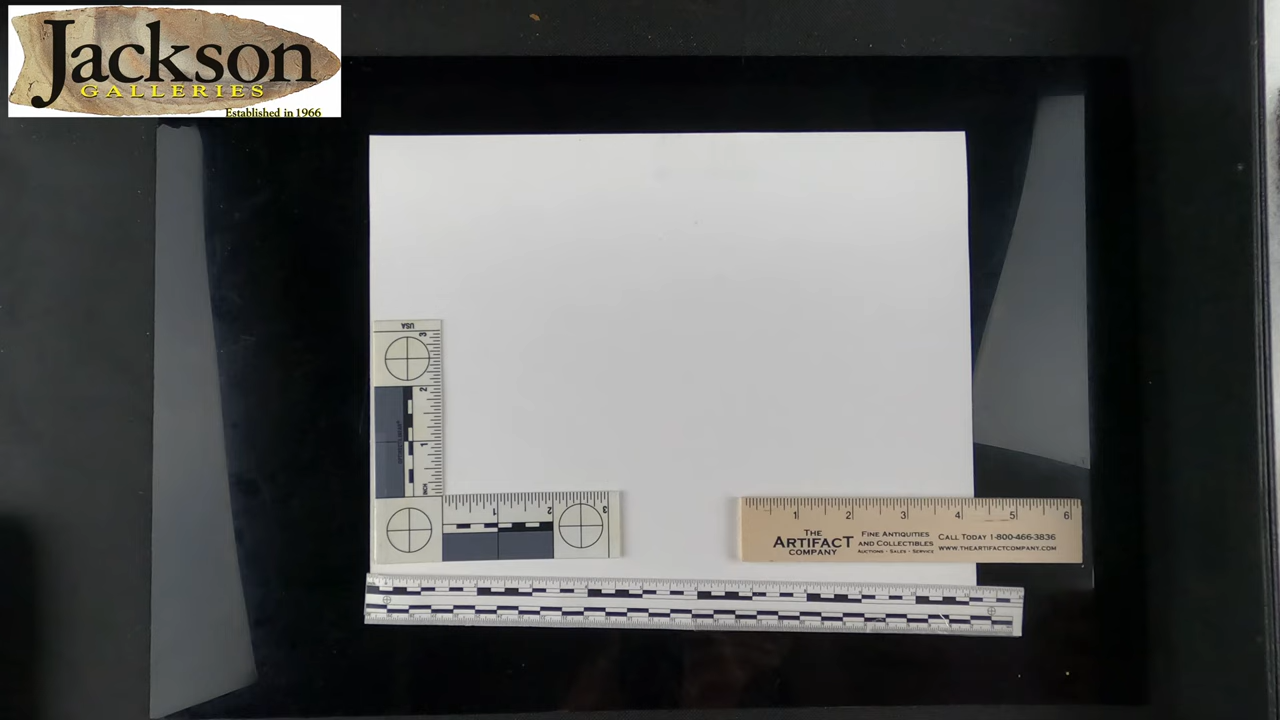 Jackson
GALLERIES
Established in 1966
USA
3
2
1
INCH
1 2 3
1 2 3 4 5 6
THE
ARTIFACT
COMPANY
FINE ANTIQUITIES
AND COLLECTIBLES
AUCTIONS - SALES - SERVICE
CALL TODAY 1-800-466-3836
WWW.THEARTIFACTCOMPANY.COM